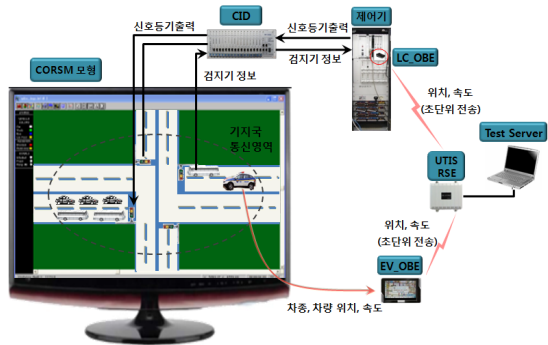 CID
제어기
신호등기출력
신호등기출력
CORSM 모형
검지기 정보
검지기 정보
LC_OBE
기지국
통신영역
위치, 속도
(초단위 전송)
Test Server
UTIS
RSE
위치, 속도
(초단위 전송)
EV_OBE
차종, 차량 위치, 속도